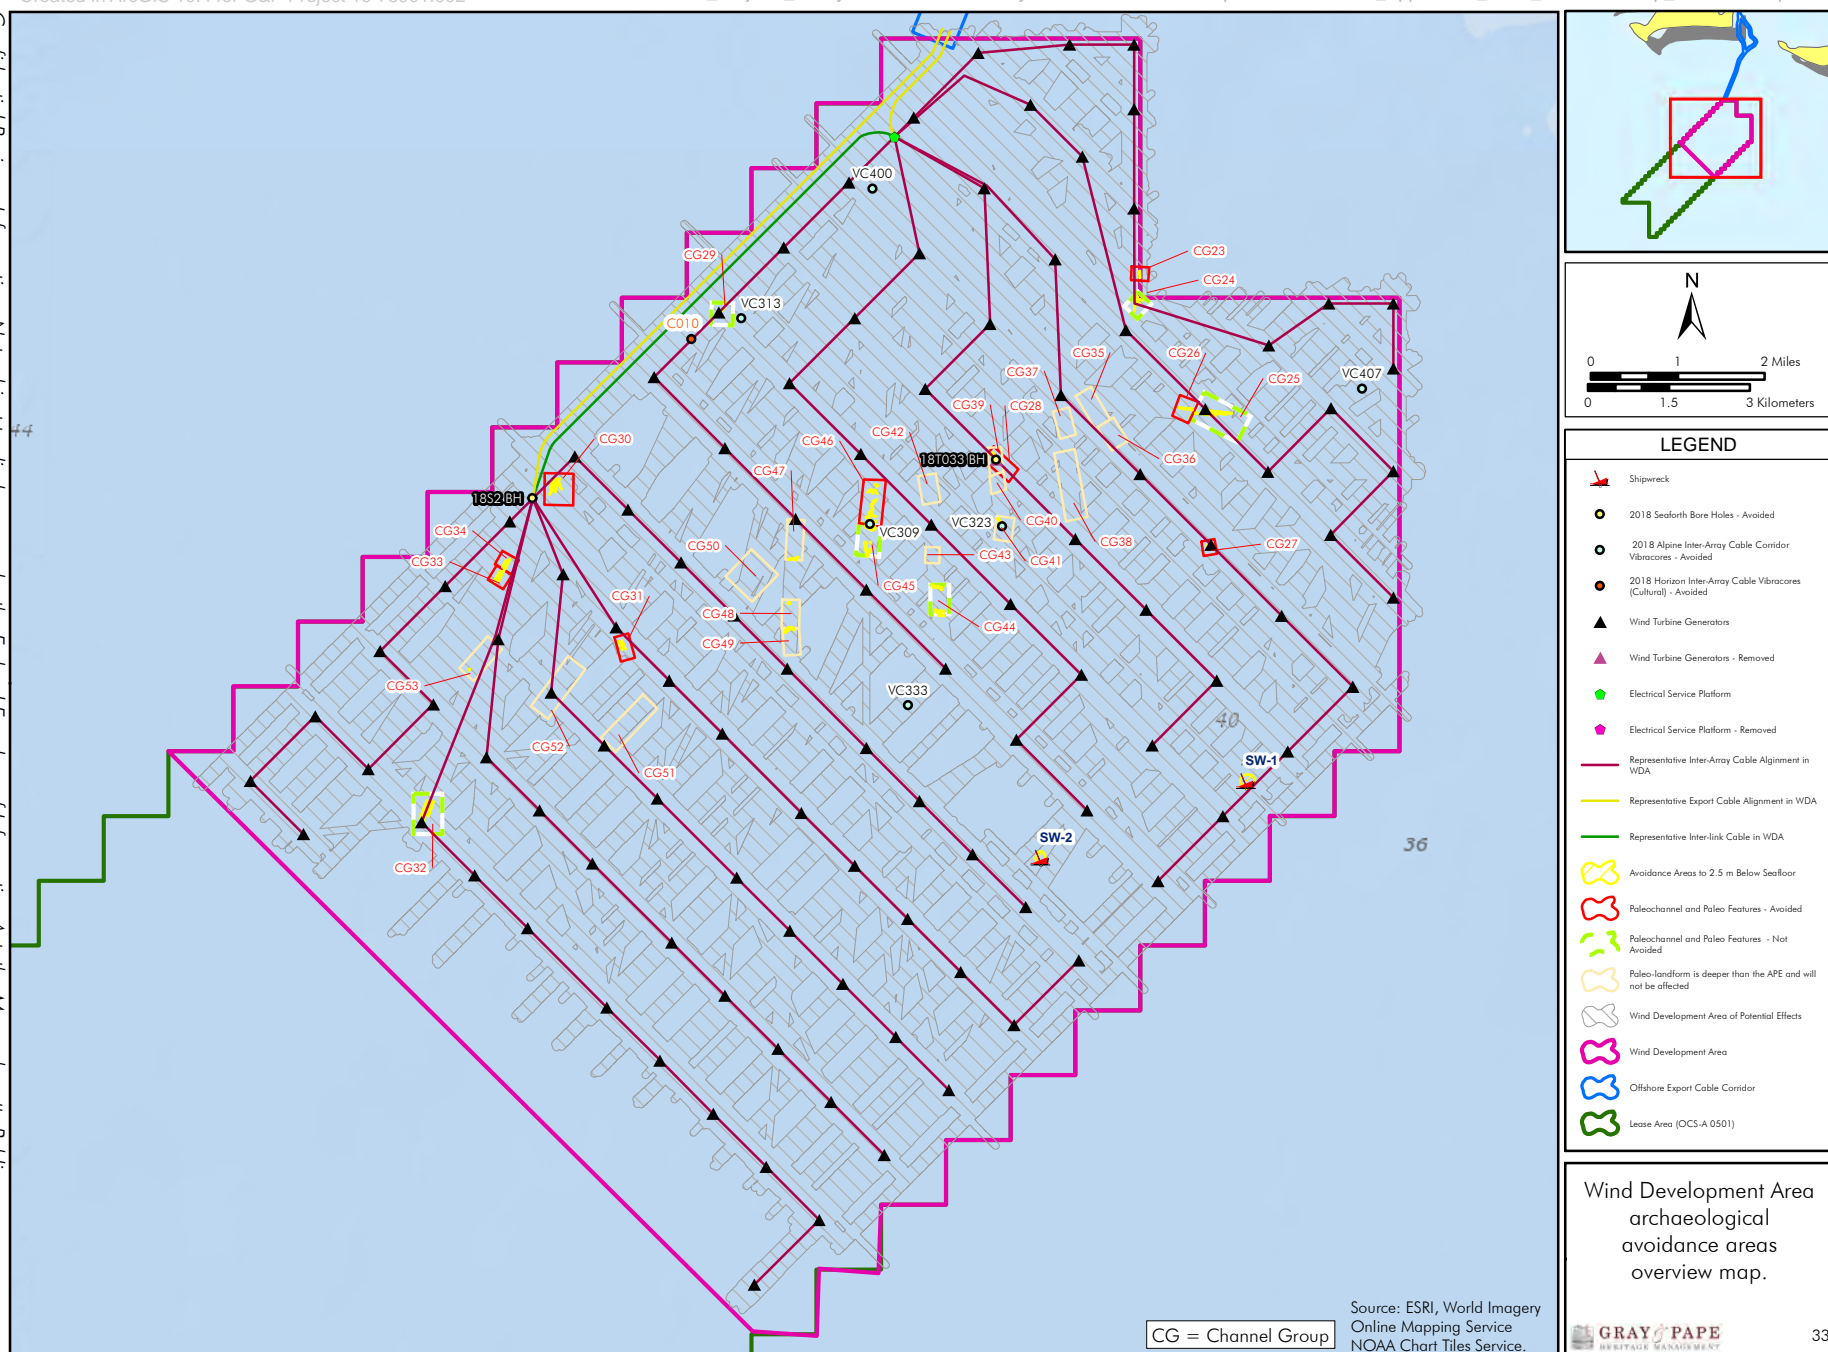 CG29
VC400
VC313
C010
CG23
CG24
CG35
CG26
CG37
CG25
VC407
CG39
CG28
CG42
CG46
CG47
CG30
18T033 BH
18S2 BH
CG36
CG34
CG33
CG50
VC309
VC323
CG40
CG38
CG41
CG43
CG27
CG45
CG31
CG48
CG49
CG44
CG53
VC333
CG52
CG51
SW-1
SW-2
CG32
44
40
36
CG = Channel Group
Source: ESRI, World Imagery
Online Mapping Service
NOAA Chart Tiles Service.
N
0 1 2 Miles
0 1.5 3 Kilometers
LEGEND
Shipwreck
2018 Seaforth Bore Holes - Avoided
2018 Alpine Inter-Array Cable Corridor
Vibracores - Avoided
2018 Horizon Inter-Array Cable Vibracores
(Cultural) - Avoided
Wind Turbine Generators
Wind Turbine Generators - Removed
Electrical Service Platform
Electrical Service Platform - Removed
Representative Inter-Array Cable Alginment in
WDA
Representative Export Cable Alignment in WDA
Representative Inter-link Cable in WDA
Avoidance Areas to 2.5 m Below Seafloor
Paleochannel and Paleo Features - Avoided
Paleochannel and Paleo Features - Not
Avoided
Paleo-landform is deeper than the APE and will
not be affected
Wind Development Area of Potential Effects
Wind Development Area
Offshore Export Cable Corridor
Lease Area (OCS-A 0501)
Wind Development Area
archaeological
avoidance areas
overview map.
GRAY & PAPE
HERITAGE MANAGEMENT
33